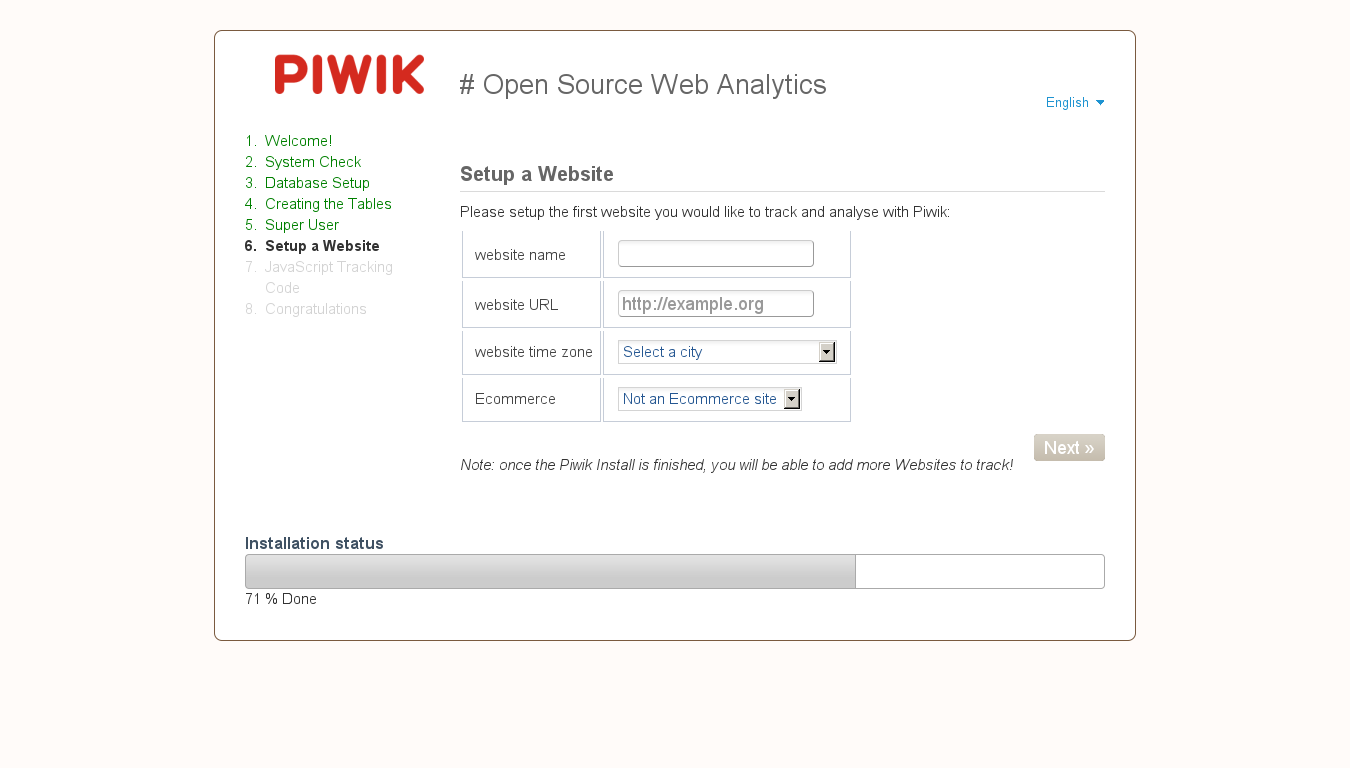 PIWIK
# Open Source Web Analytics
English
1. Welcome!
2. System Check
3. Database Setup
4. Creating the Tables
5. Super User
6. Setup a Website
7. JavaScript Tracking
Code
8. Congratulations
Setup a Website
Please setup the first website you would like to track and analyse with Piwik:
website name
website URL http://example.org
website time zone Select a city
Ecommerce Not an Ecommerce site
Next »
Note: once the Piwik Install is finished, you will be able to add more Websites to track!
Installation status
71 % Done